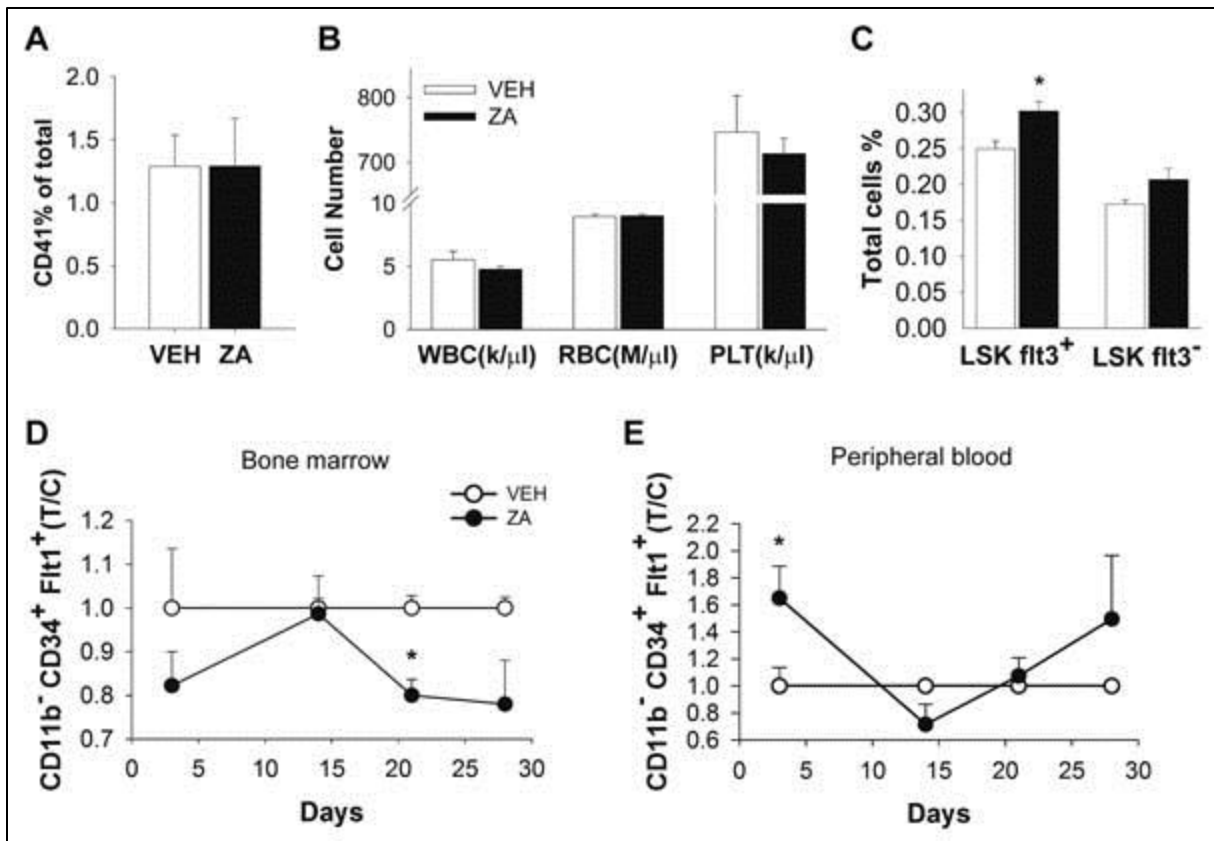 A
CD41% of total
2.0
1.5
1.0
0.5
0.0
VEH ZA
B
Cell Number
800
700
10
5
0
VEH
ZA
WBC(k/μl) RBC(M/μl) PLT(k/μl)
C
*
Total cells %
0.30
0.25
0.20
0.15
0.10
0.05
0.00
LSK flt3⁺ LSK flt3⁻
D
Bone marrow
VEH
ZA
CD11b⁻ CD34⁺ Flt1⁺(T/C)
1.2
1.1
1.0
0.9
0.8
0.7
*
0 5 10 15 20 25 30
Days
E
Peripheral blood
CD11b⁻ CD34⁺ Flt1⁺(T/C)
2.2
2.0
1.8
1.6
1.4
1.2
1.0
0.8
0.6
*
0 5 10 15 20 25 30
Days